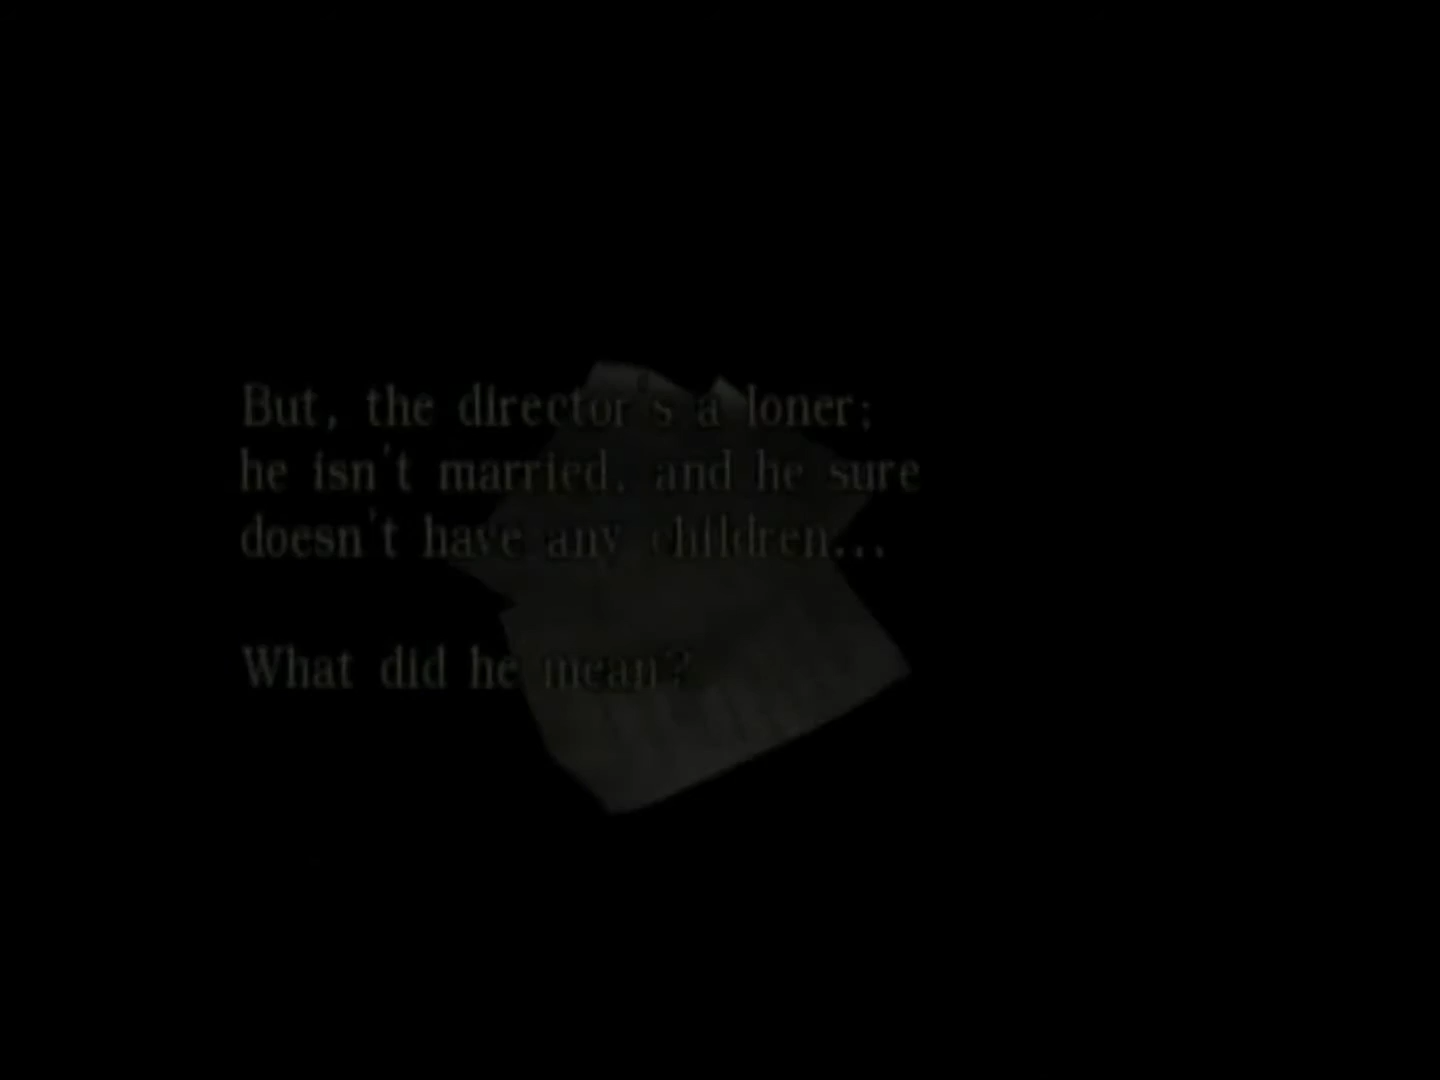 But, the director's a loner;
he isn't married, and he sure
doesn't have any children...
What did he mean?